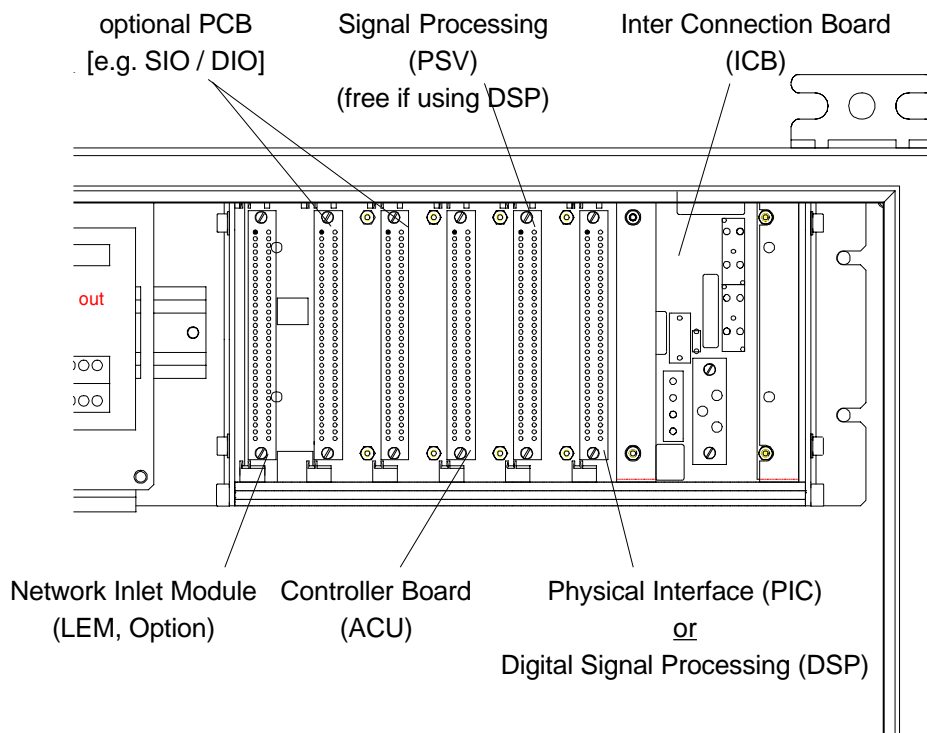 optional PCB
[e.g. SIO / DIO]
Signal Processing
(PSV)
(free if using DSP)
Inter Connection Board
(ICB)
out
Network Inlet Module
(LEM, Option)
Controller Board
(ACU)
Physical Interface (PIC)
or
Digital Signal Processing (DSP)